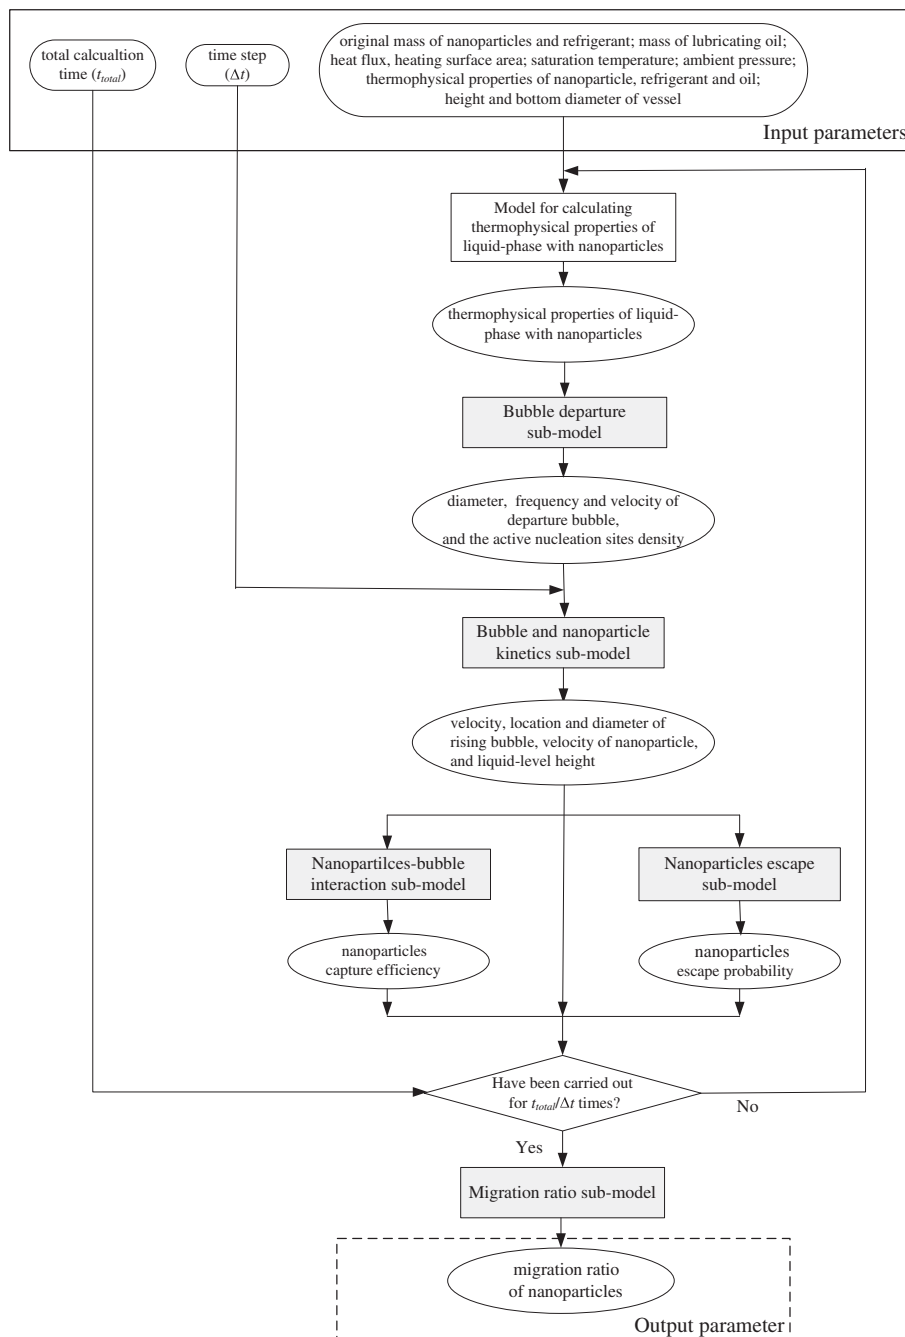 total calcualtion
time (t_total)
time step
(Δt)
original mass of nanoparticles and refrigerant; mass of lubricating oil;
heat flux, heating surface area; saturation temperature; ambient pressure;
thermophysical properties of nanoparticle, refrigerant and oil;
height and bottom diameter of vessel
Input parameters
Model for calculating
thermophysical properties of
liquid-phase with nanoparticles
thermophysical properties of liquid-
phase with nanoparticles
Bubble departure
sub-model
diameter, frequency and velocity of
departure bubble,
and the active nucleation sites density
Bubble and nanoparticle
kinetics sub-model
velocity, location and diameter of
rising bubble, velocity of nanoparticle,
and liquid-level height
Nanopartilces-bubble
interaction sub-model
Nanoparticles escape
sub-model
nanoparticles
capture efficiency
nanoparticles
escape probability
Have been carried out
for t_total/Δt times?
No
Yes
Migration ratio sub-model
migration ratio
of nanoparticles
Output parameter